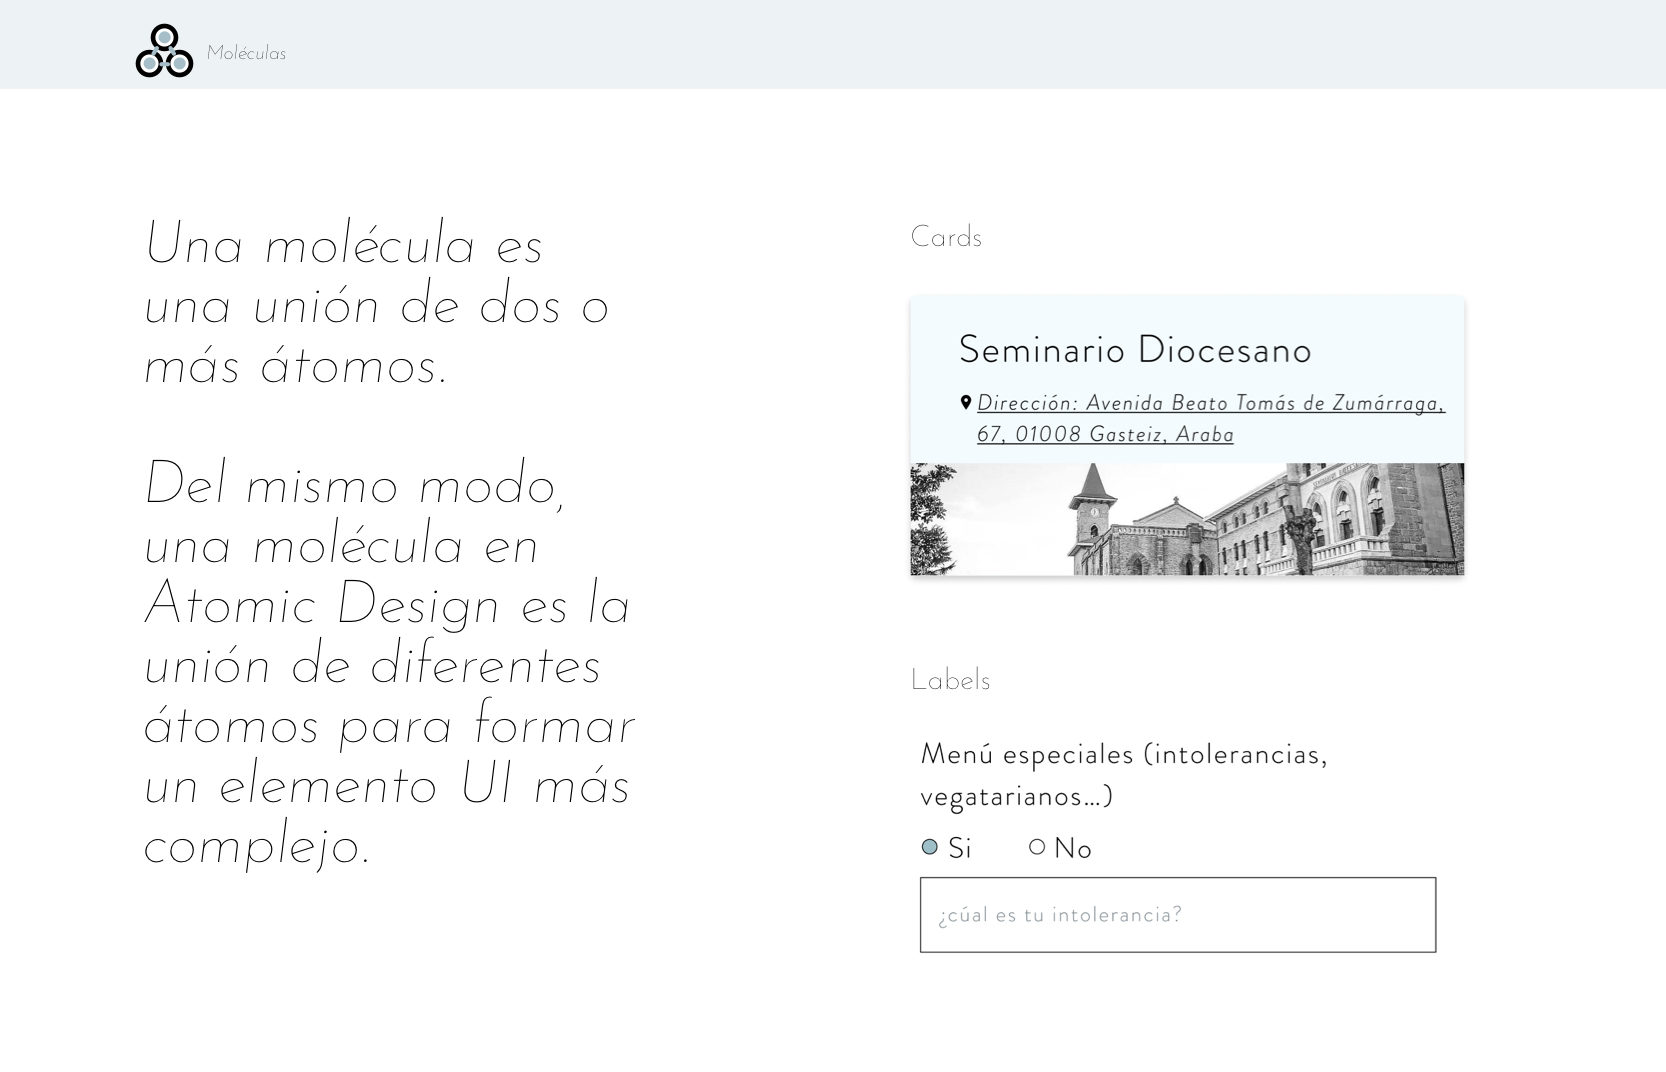 Moléculas
Una molécula es
una unión de dos o
más átomos.
Del mismo modo,
una molécula en
Atomic Design es la
unión de diferentes
átomos para formar
un elemento UI más
complejo.
Cards
Seminario Diocesano
Dirección: Avenida Beato Tomás de Zumárraga,
67, 01008 Gasteiz, Araba
Labels
Menú especiales (intolerancias,
vegatarianos...)
Si No
¿cúal es tu intolerancia?